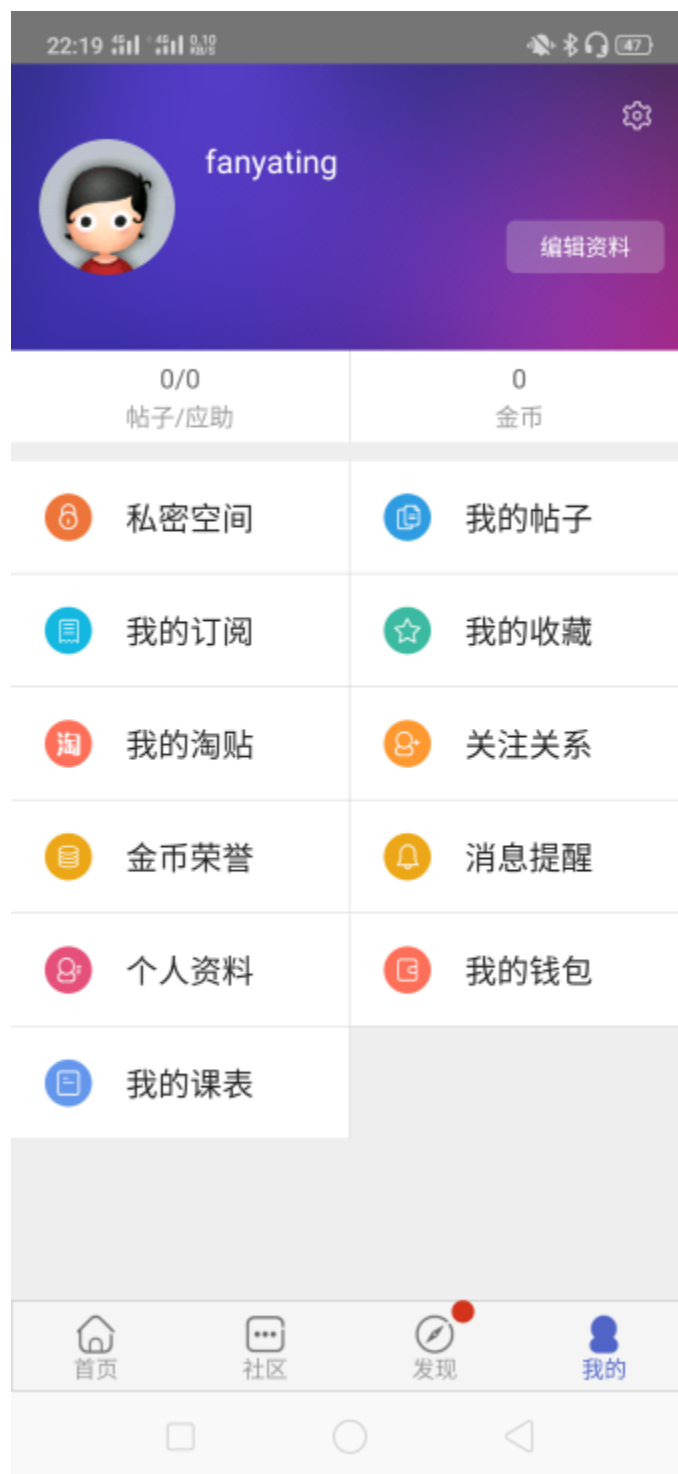 22:19 4G 4G 0.10 KB/S 47
fanyating
编辑资料
0/0 0
帖子/应助 金币
私密空间 我的帖子
我的订阅 我的收藏
淘 我的淘贴 关注关系
金币荣誉 消息提醒
个人资料 我的钱包
我的课表
首页 社区 发现 我的